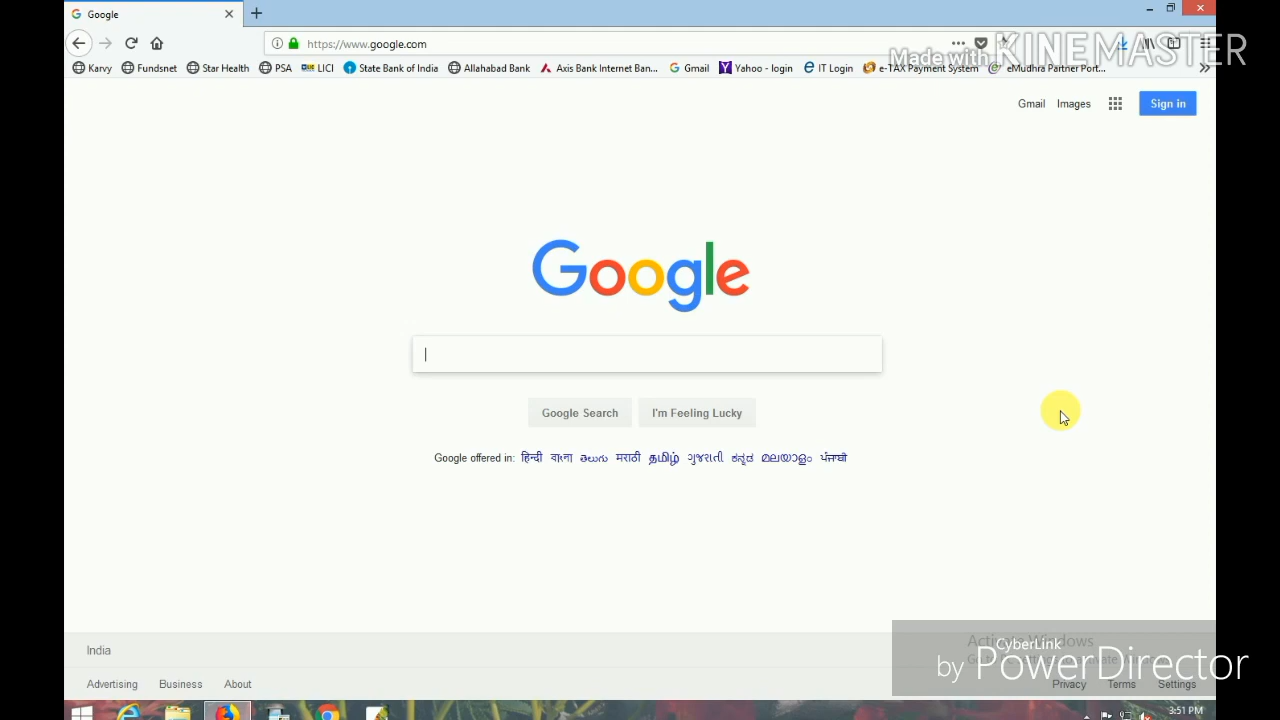 Google
https://www.google.com
Made with KINEMASTER
Karvy Fundsnet Star Health PSA LICI State Bank of India Allahabad Bank Axis Bank Internet Ban... Gmail Yahoo - login IT Login e-TAX Payment System eMudhra Partner Port...
Gmail Images Sign in
Google
Google Search I'm Feeling Lucky
Google offered in: हिन्दी বাংলা తెలుగు मराठी தமிழ் ગુજરાતી ಕನ್ನಡ മലയാളം ਪੰਜਾਬੀ
India
Activate Windows
CyberLink
by PowerDirector
Advertising Business About Privacy Terms Settings
3:51 PM